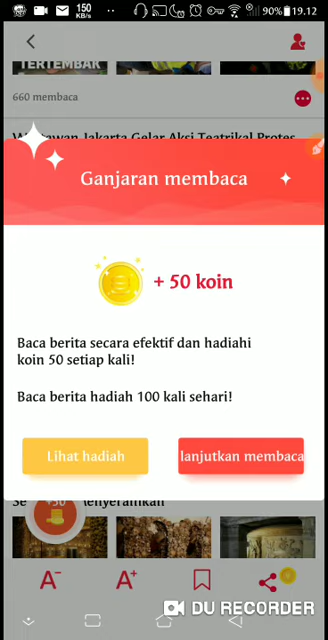 150
KB/s
90%
19.12
TERTEMBAK
660 membaca
Jakarta Gelar Aksi Teatrikal Protes
Ganjaran membaca
+ 50 koin
Baca berita secara efektif dan hadiahi
koin 50 setiap kali!
Baca berita hadiah 100 kali sehari!
Lihat hadiah
lanjutkan membaca
+50
A-
A+
DU RECORDER